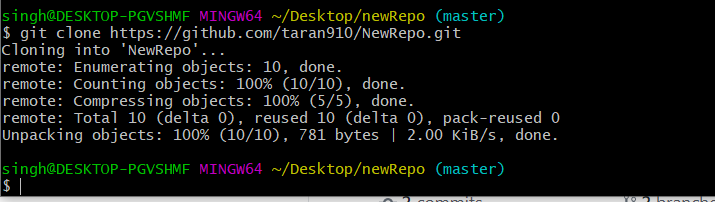 singh@DESKTOP-PGVSHMF MINGW64 ~/Desktop/newRepo (master)
$ git clone https://github.com/taran910/NewRepo.git
Cloning into 'NewRepo'...
remote: Enumerating objects: 10, done.
remote: Counting objects: 100% (10/10), done.
remote: Compressing objects: 100% (5/5), done.
remote: Total 10 (delta 0), reused 10 (delta 0), pack-reused 0
Unpacking objects: 100% (10/10), 781 bytes | 2.00 KiB/s, done.
singh@DESKTOP-PGVSHMF MINGW64 ~/Desktop/newRepo (master)
$
commits